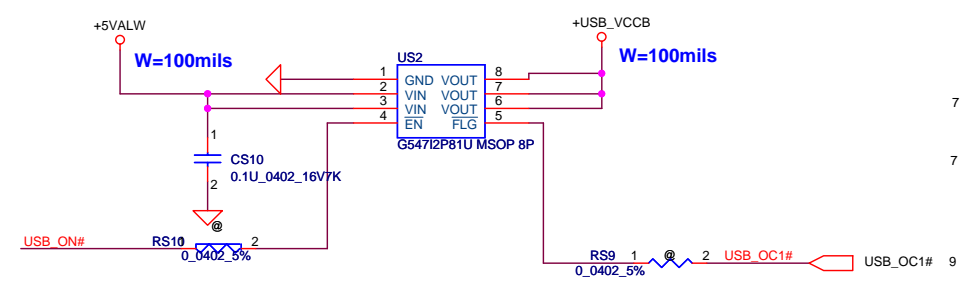 +5VALW
+USB_VCCB
W=100mils
W=100mils
US2
1 GND VOUT 8
2 VIN VOUT 7
3 VIN VOUT 6
4 EN FLG 5
G547I2P81U MSOP 8P
7
1
CS10
0.1U_0402_16V7K
2
7
@
USB_ON# RS10 1 2
0_0402_5%
RS9 1 @ 2 USB_OC1# USB_OC1# 9
0_0402_5%